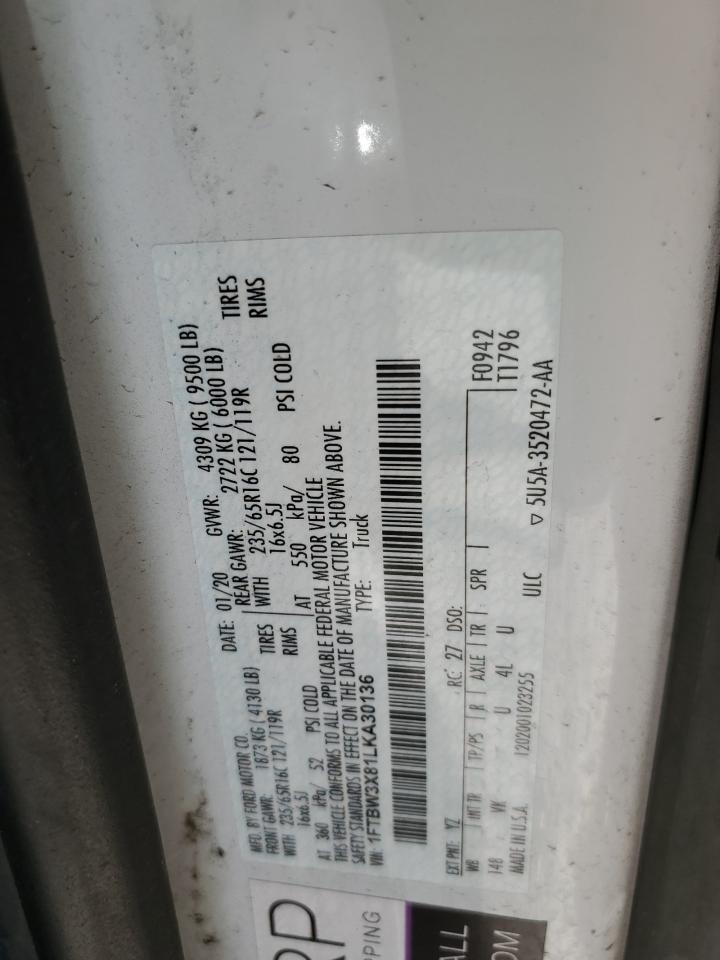 MFD. BY FORD MOTOR CO.
DATE: 01/20 GVWR: 4309 KG ( 9500 LB)
FRONT GAWR: 1873 KG ( 4130 LB) REAR GAWR: 2722 KG ( 6000 LB)
WITH 235/65R16C 121/119R TIRES WITH 235/65R16C 121/119R TIRES
16x6.5J RIMS 16x6.5J RIMS
AT 360 kPa/ 52 PSI COLD AT 550 kPa/ 80 PSI COLD
THIS VEHICLE CONFORMS TO ALL APPLICABLE FEDERAL MOTOR VEHICLE
SAFETY STANDARDS IN EFFECT ON THE DATE OF MANUFACTURE SHOWN ABOVE.
VIN: 1FTBW3X81LKA30136 TYPE: Truck
EXT PNT: YZ RC: 27 DSO: F0942
WB INT TR TP/PS R AXLE TR SPR T1796
148 VK U 4L U
MADE IN U.S.A. 1202001023255 ULC ▽ 5U5A-3520472-AA
RP
PPING
ALL
OM